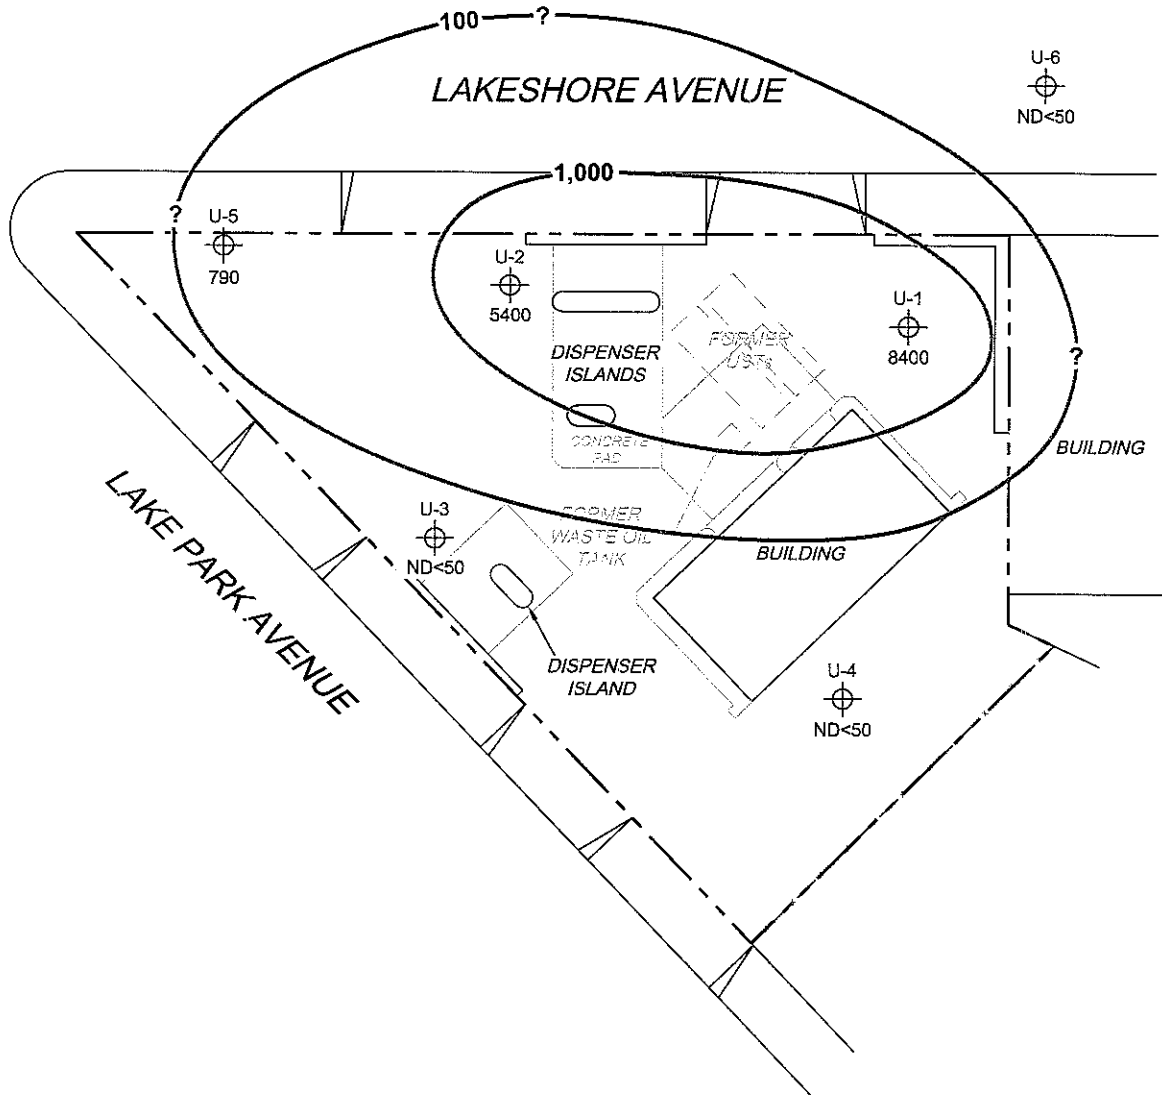 100
?
LAKESHORE AVENUE
U-6
ND<50
1,000
?
U-5
790
U-2
5400
U-1
8400
DISPENSER
ISLANDS
FORMER
USTs
?
CONCRETE
PAD
BUILDING
LAKE PARK AVENUE
U-3
ND<50
FORMER
WASTE OIL
TANK
BUILDING
DISPENSER
ISLAND
U-4
ND<50